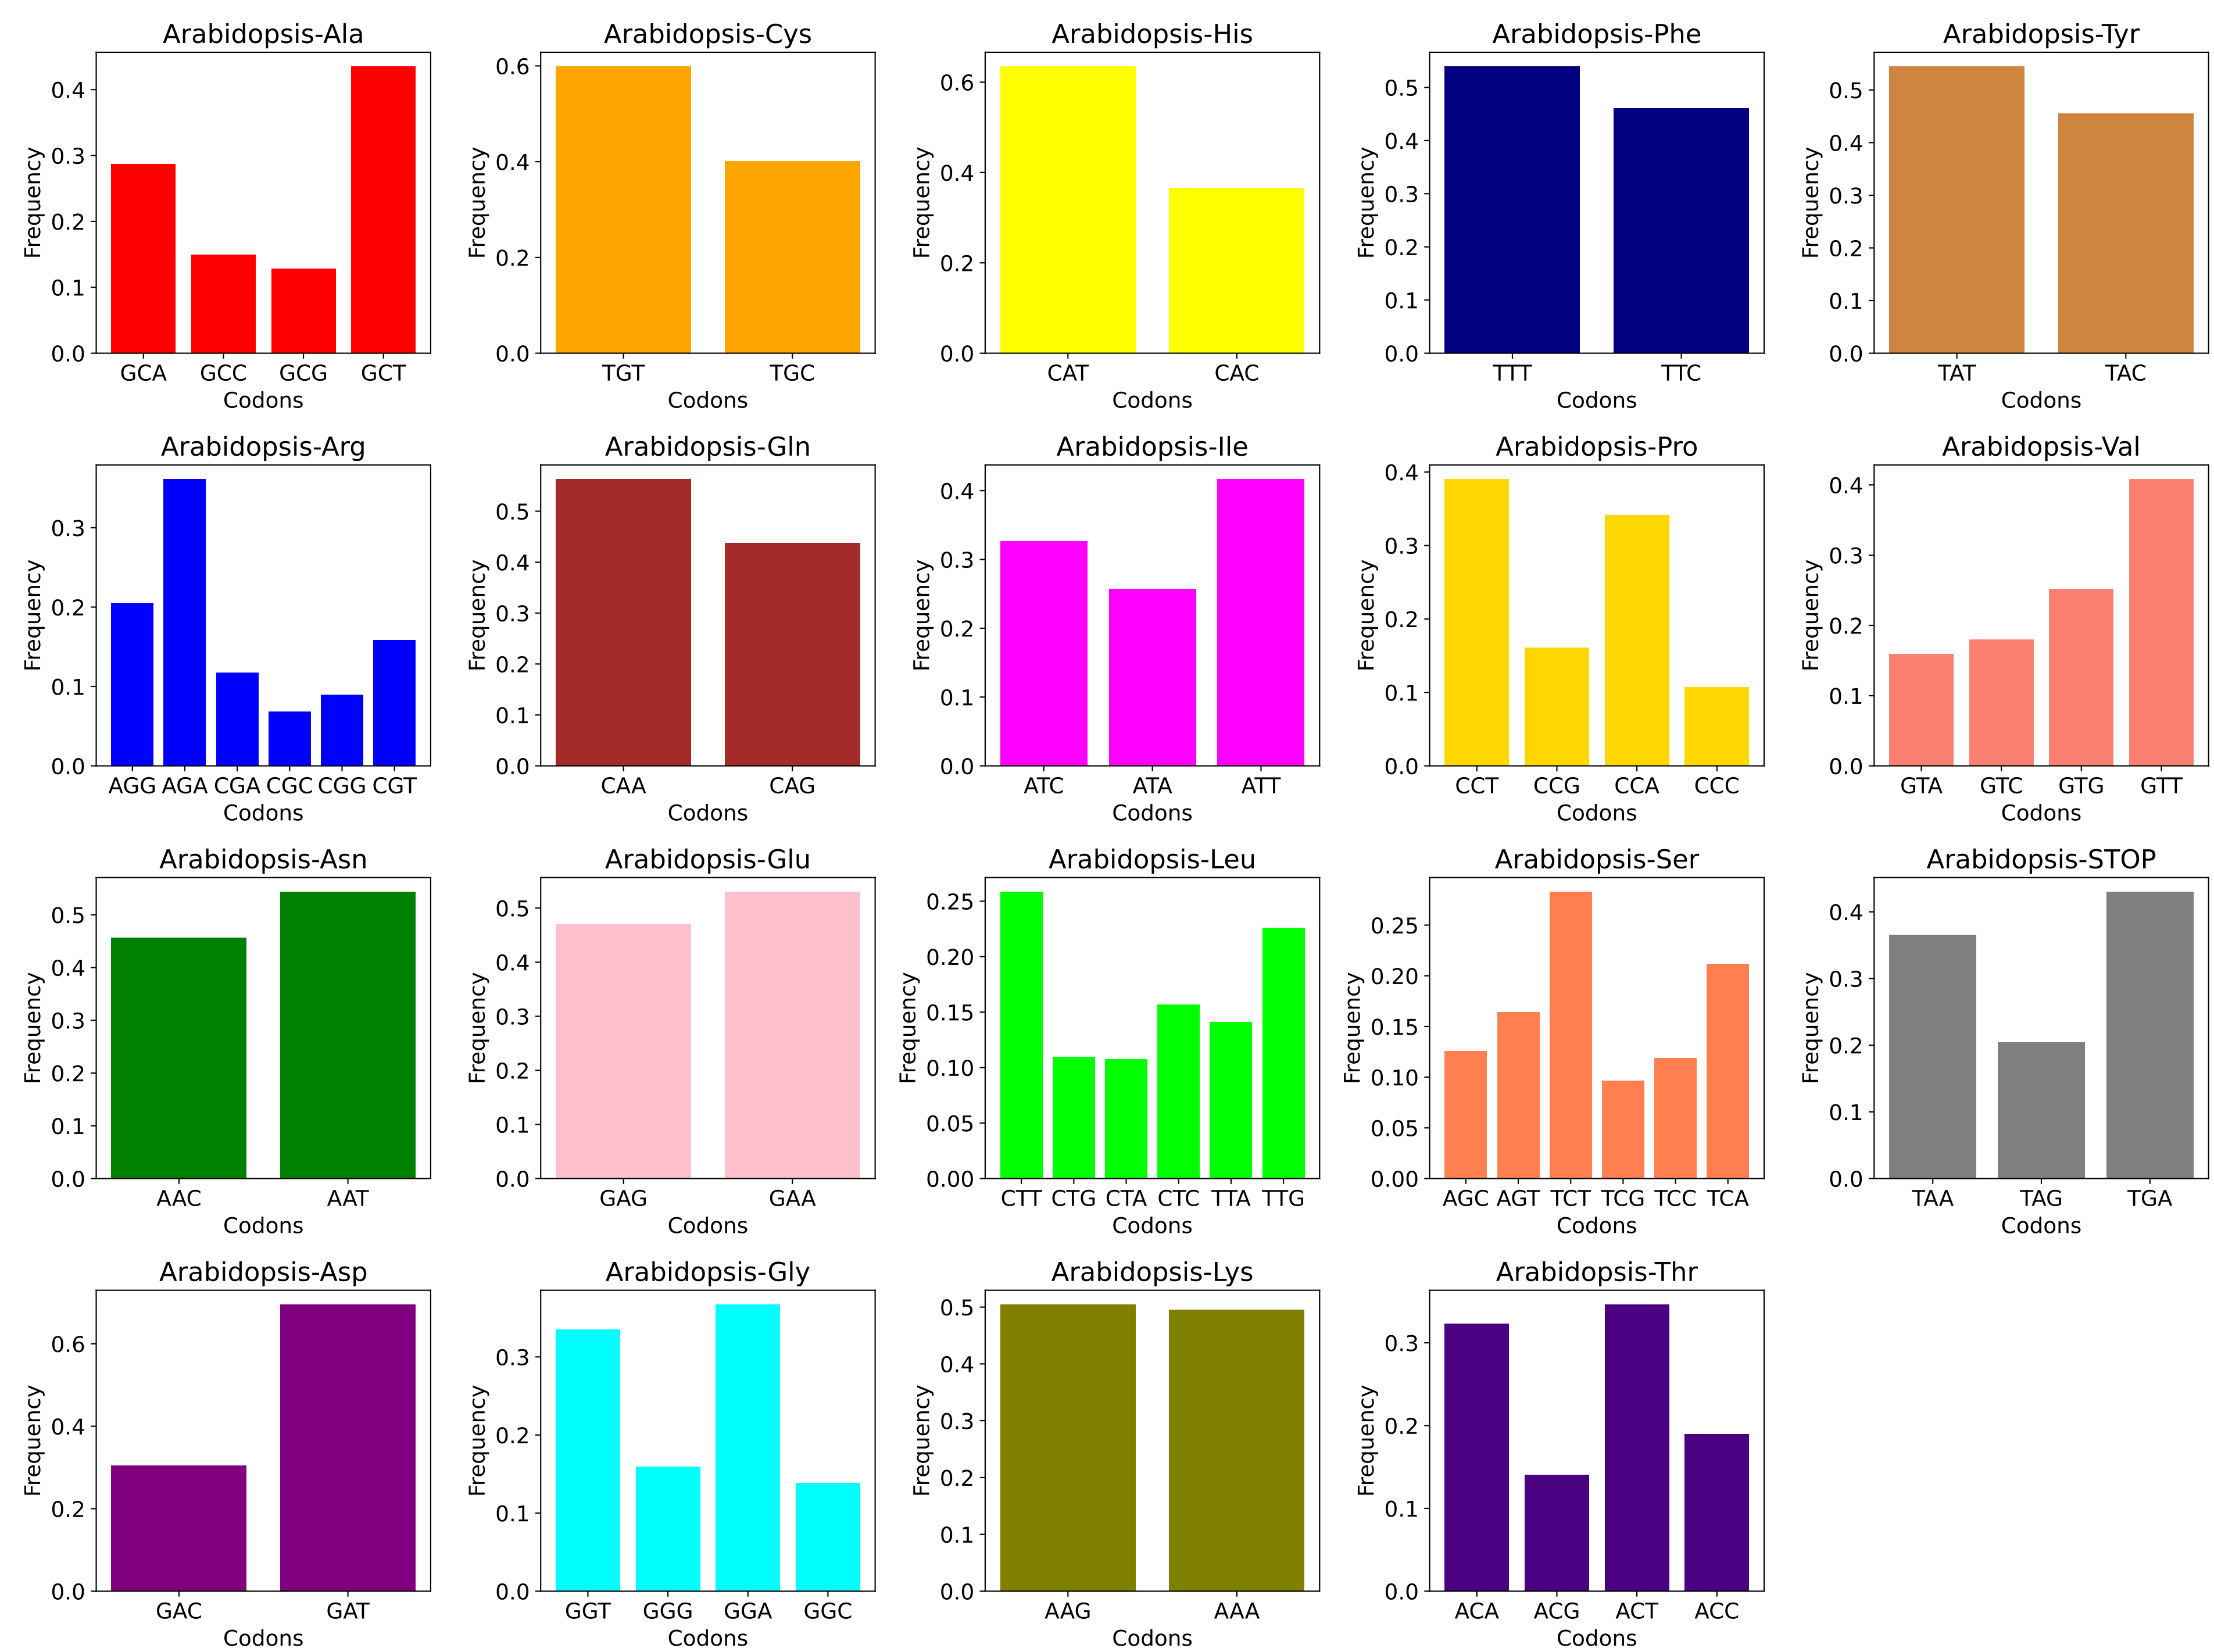 Arabidopsis-Ala
Frequency
0.4
0.3
0.2
0.1
0.0
GCA GCC GCG GCT
Codons
Arabidopsis-Cys
Frequency
0.6
0.4
0.2
0.0
TGT TGC
Codons
Arabidopsis-His
Frequency
0.6
0.4
0.2
0.0
CAT CAC
Codons
Arabidopsis-Phe
Frequency
0.5
0.4
0.3
0.2
0.1
0.0
TTT TTC
Codons
Arabidopsis-Tyr
Frequency
0.5
0.4
0.3
0.2
0.1
0.0
TAT TAC
Codons
Arabidopsis-Arg
Frequency
0.3
0.2
0.1
0.0
AGG AGA CGA CGC CGG CGT
Codons
Arabidopsis-Gln
Frequency
0.5
0.4
0.3
0.2
0.1
0.0
CAA CAG
Codons
Arabidopsis-Ile
Frequency
0.4
0.3
0.2
0.1
0.0
ATC ATA ATT
Codons
Arabidopsis-Pro
Frequency
0.4
0.3
0.2
0.1
0.0
CCT CCG CCA CCC
Codons
Arabidopsis-Val
Frequency
0.4
0.3
0.2
0.1
0.0
GTA GTC GTG GTT
Codons
Arabidopsis-Asn
Frequency
0.5
0.4
0.3
0.2
0.1
0.0
AAC AAT
Codons
Arabidopsis-Glu
Frequency
0.5
0.4
0.3
0.2
0.1
0.0
GAG GAA
Codons
Arabidopsis-Leu
Frequency
0.25
0.20
0.15
0.10
0.05
0.00
CTT CTG CTA CTC TTA TTG
Codons
Arabidopsis-Ser
Frequency
0.25
0.20
0.15
0.10
0.05
0.00
AGC AGT TCT TCG TCC TCA
Codons
Arabidopsis-STOP
Frequency
0.4
0.3
0.2
0.1
0.0
TAA TAG TGA
Codons
Arabidopsis-Asp
Frequency
0.6
0.4
0.2
0.0
GAC GAT
Codons
Arabidopsis-Gly
Frequency
0.3
0.2
0.1
0.0
GGT GGG GGA GGC
Codons
Arabidopsis-Lys
Frequency
0.5
0.4
0.3
0.2
0.1
0.0
AAG AAA
Codons
Arabidopsis-Thr
Frequency
0.3
0.2
0.1
0.0
ACA ACG ACT ACC
Codons